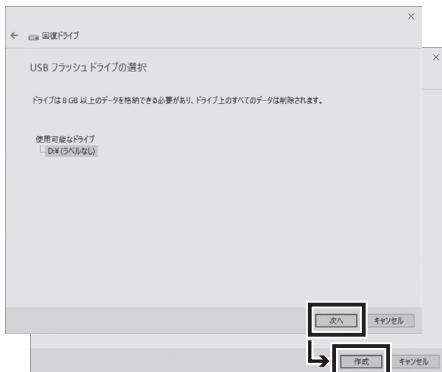 回復ドライブ
USB フラッシュ ドライブの選択
ドライブは 8 GB 以上のデータを格納できる必要があり、ドライブ上のすべてのデータは削除されます。
使用可能なドライブ
D:¥ (ラベルなし)
次へ
キャンセル
作成
キャンセル